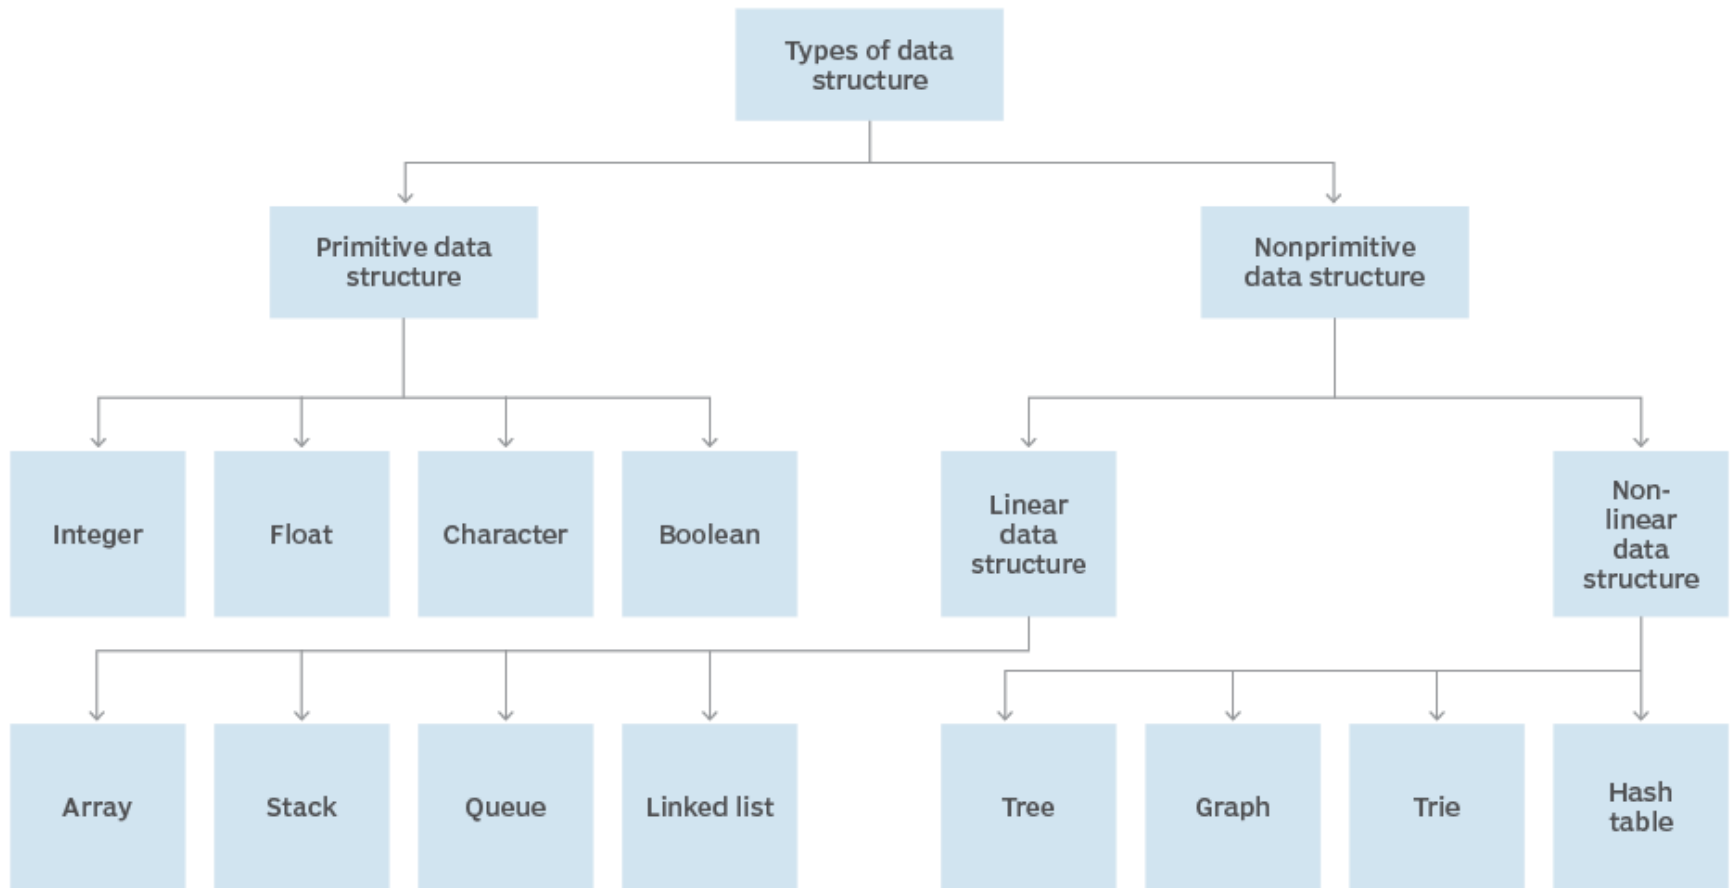 Types of data
structure
Primitive data
structure
Nonprimitive
data structure
Integer
Float
Character
Boolean
Linear
data
structure
Non-
linear
data
structure
Array
Stack
Queue
Linked list
Tree
Graph
Trie
Hash
table